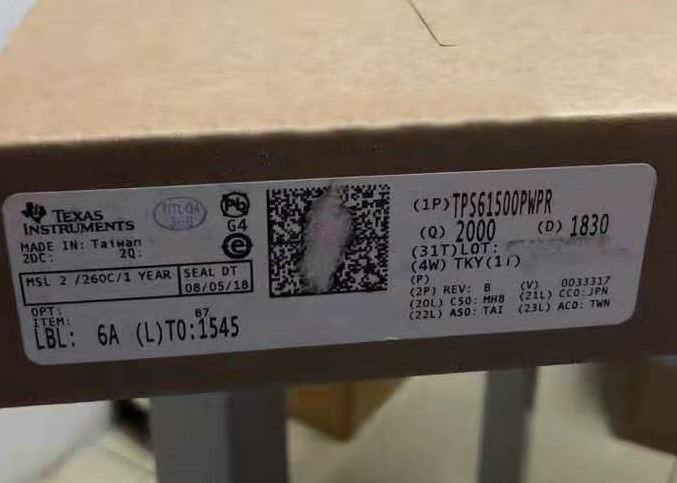 TEXAS
INSTRUMENTS
MADE IN: Taiwan
2DC: 2Q:
MSL 2 /260C/1 YEAR
SEAL DT
08/05/18
OPT:
ITEM: 87
LBL: 6A (L)TO:1545
Pb
G4
e
(1P)TPS61500PWPR
(Q) 2000 (D) 1830
(31T)LOT:
(4W) TKY(1
(P)
(2P) REV: B (V) 0033317
(20L) CSO: MHB (21L) CCO:JPN
(22L) ASO: TAI (23L) ACO: TWN